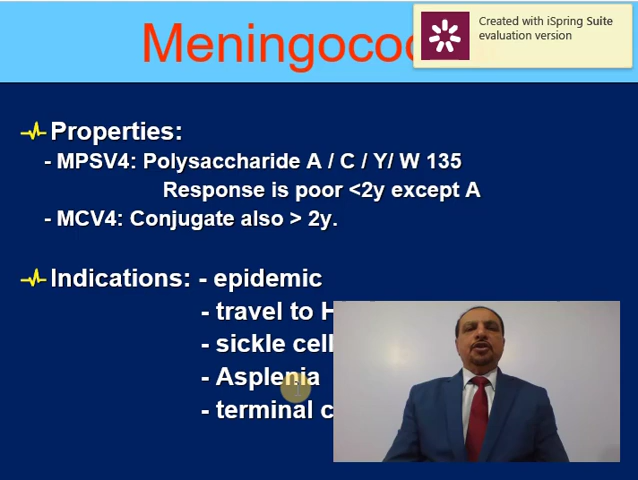 Created with iSpring Suite
evaluation version
Properties:
- MPSV4: Polysaccharide A / C / Y/ W 135
Response is poor <2y except A
- MCV4: Conjugate also > 2y.
Indications: - epidemic
- travel to
- sickle cell
- Asplenia
- terminal